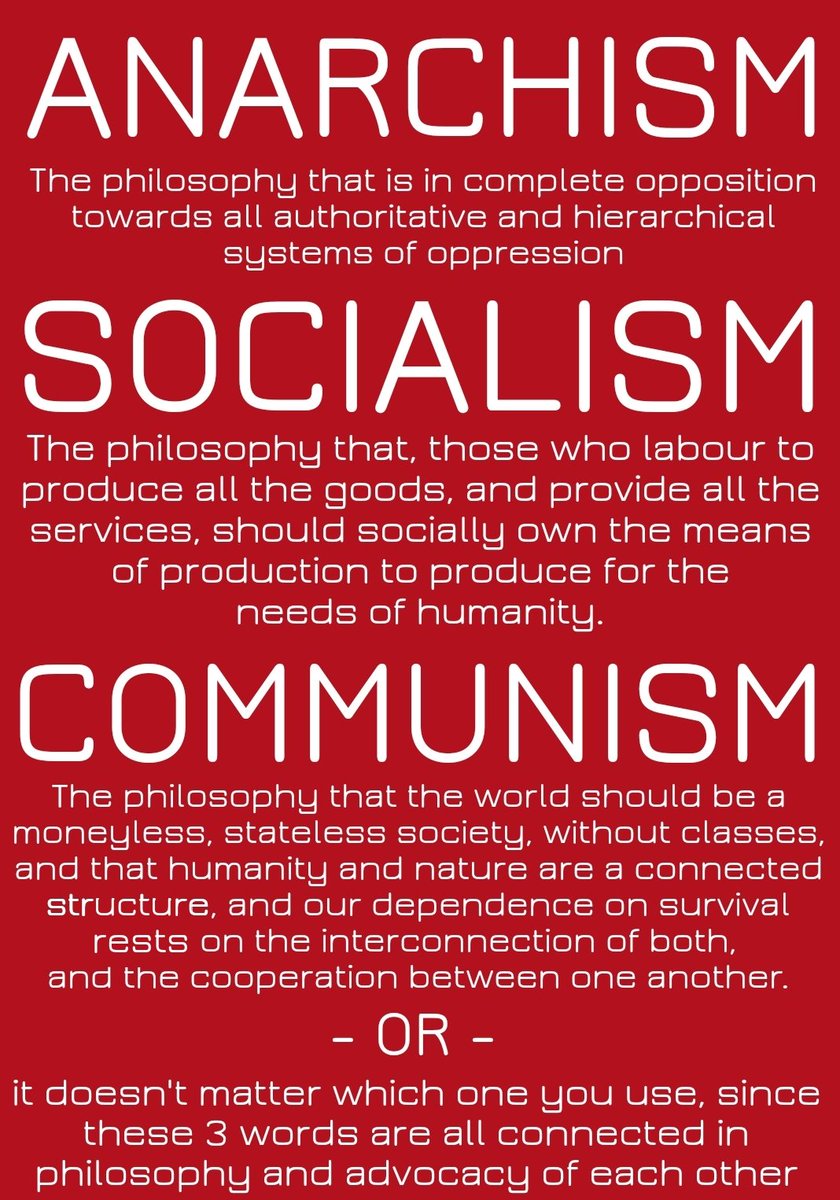 ANARCHISM
The philosophy that is in complete opposition
towards all authoritative and hierarchical
systems of oppression
SOCIALISM
The philosophy that, those who labour to
produce all the goods, and provide all the
services, should socially own the means
of production to produce for the
needs of humanity.
COMMUNISM
The philosophy that the world should be a
moneyless, stateless society, without classes,
and that humanity and nature are a connected
structure, and our dependence on survival
rests on the interconnection of both,
and the cooperation between one another.
- OR -
it doesn't matter which one you use, since
these 3 words are all connected in
philosophy and advocacy of each other